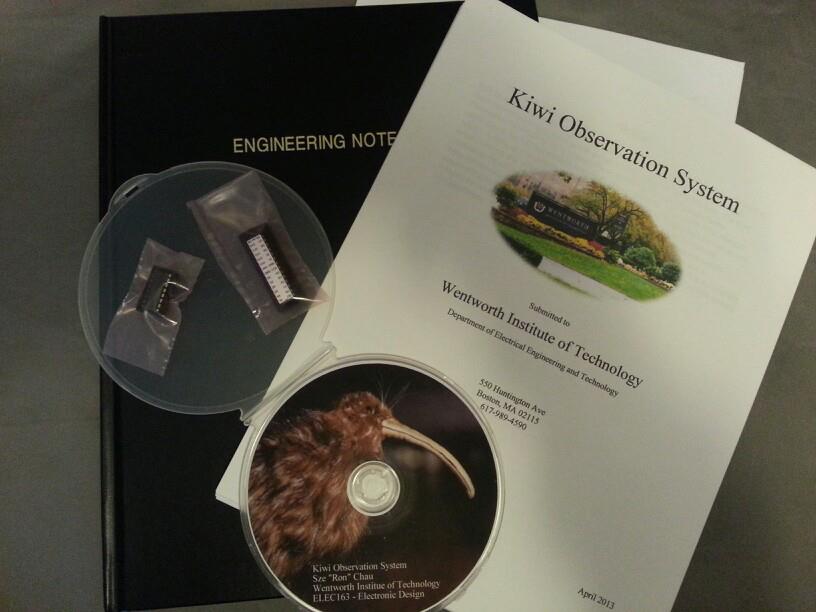 ENGINEERING NOTE
Kiwi Observation System
WENTWORTH
Submitted to
Wentworth Institute of Technology
Department of Electrical Engineering and Technology
550 Huntington Ave
Boston, MA 02115
617-989-4590
April 2013
Kiwi Observation System
Sze "Ron" Chau
Wentworth Institue of Technology
ELEC163 - Electronic Design